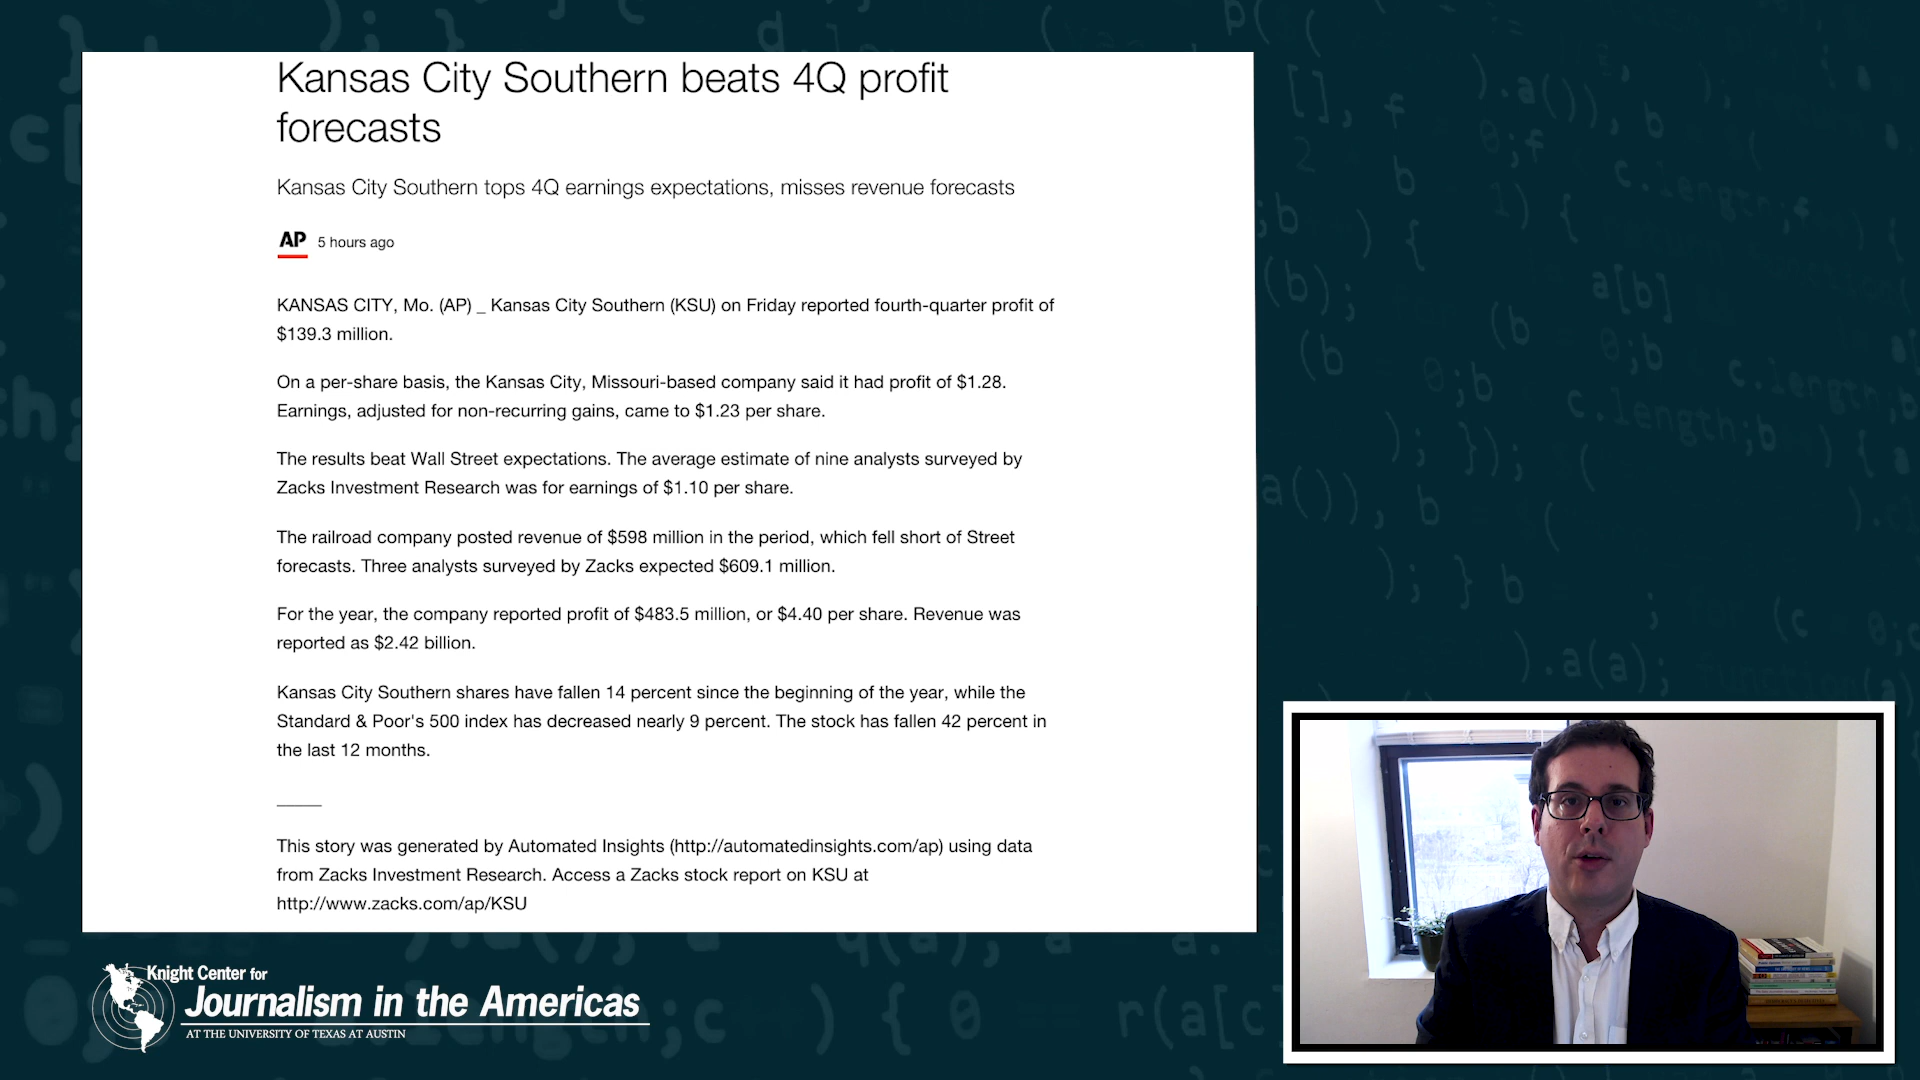 Kansas City Southern beats 4Q profit
forecasts
Kansas City Southern tops 4Q earnings expectations, misses revenue forecasts
AP 5 hours ago
KANSAS CITY, Mo. (AP) _ Kansas City Southern (KSU) on Friday reported fourth-quarter profit of
$139.3 million.
On a per-share basis, the Kansas City, Missouri-based company said it had profit of $1.28.
Earnings, adjusted for non-recurring gains, came to $1.23 per share.
The results beat Wall Street expectations. The average estimate of nine analysts surveyed by
Zacks Investment Research was for earnings of $1.10 per share.
The railroad company posted revenue of $598 million in the period, which fell short of Street
forecasts. Three analysts surveyed by Zacks expected $609.1 million.
For the year, the company reported profit of $483.5 million, or $4.40 per share. Revenue was
reported as $2.42 billion.
Kansas City Southern shares have fallen 14 percent since the beginning of the year, while the
Standard & Poor's 500 index has decreased nearly 9 percent. The stock has fallen 42 percent in
the last 12 months.
This story was generated by Automated Insights (http://automatedinsights.com/ap) using data
from Zacks Investment Research. Access a Zacks stock report on KSU at
http://www.zacks.com/ap/KSU
Knight Center for
Journalism in the Americas
AT THE UNIVERSITY OF TEXAS AT AUSTIN